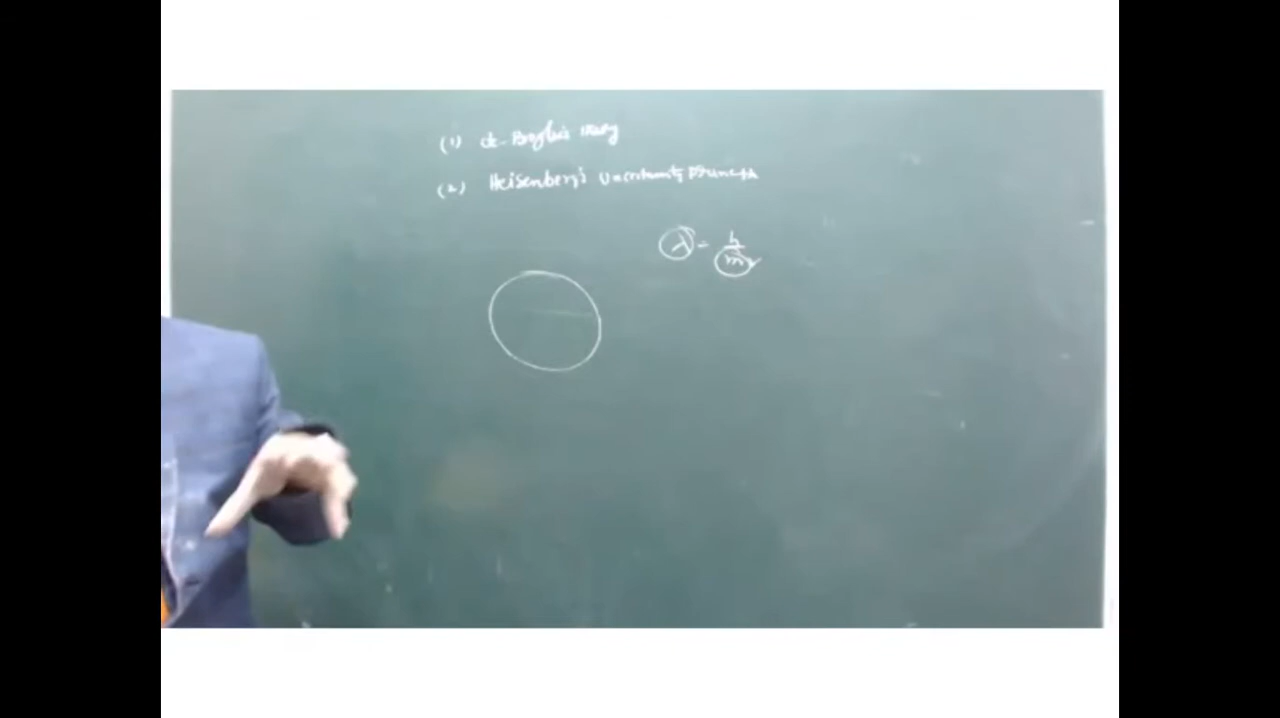 (1) de-Broglie's theory
(2) Heisenberg's Uncertainty Principle
λ = h/mv